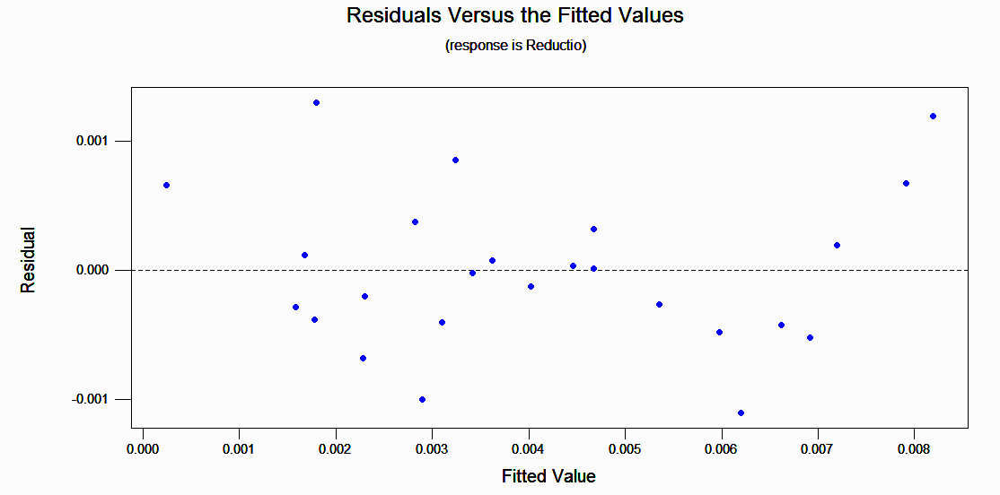 Residuals Versus the Fitted Values
(response is Reductio)
0.001
0.000
-0.001
Residual
0.000 0.001 0.002 0.003 0.004 0.005 0.006 0.007 0.008
Fitted Value